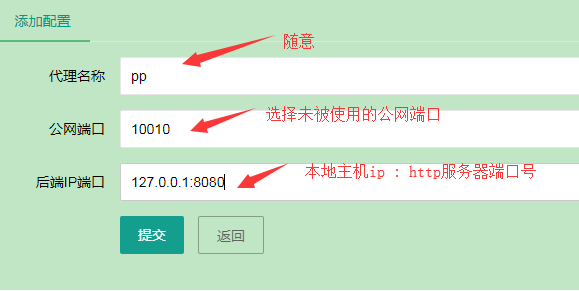 添加配置
随意
代理名称 pp
选择未被使用的公网端口
公网端口 10010
本地主机ip : http服务器端口号
后端IP端口 127.0.0.1:8080
提交 返回